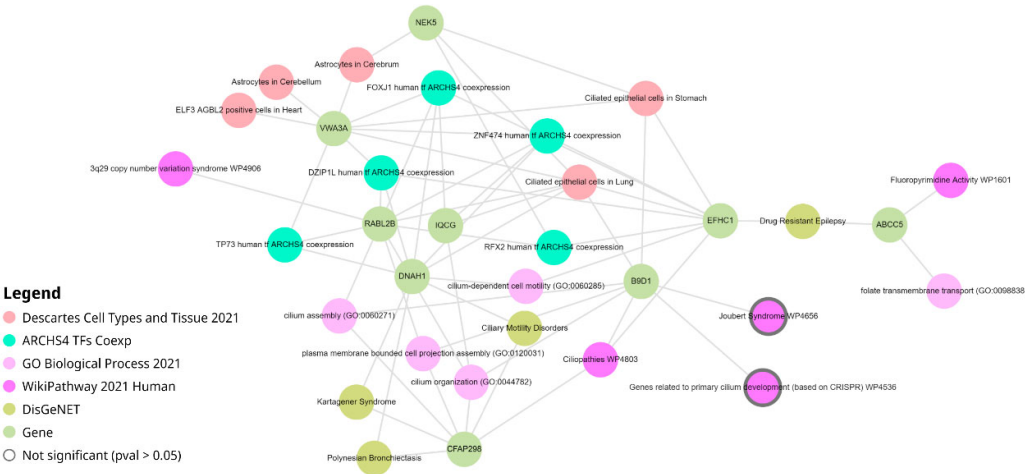 NEK5
Astrocytes in Cerebrum
Astrocytes in Cerebellum
FOXJ1 human tf ARCHS4 coexpression
Ciliated epithelial cells in Stomach
ELF3 AGBL2 positive cells in Heart
VWA3A
ZNF474 human tf ARCHS4 coexpression
3q29 copy number variation syndrome WP4906
DZIP1L human tf ARCHS4 coexpression
Ciliated epithelial cells in Lung
Fluoropyrimidine Activity WP1601
RABL2B
IQCG
EFHC1
Drug Resistant Epilepsy
ABCC5
TP73 human tf ARCHS4 coexpression
RFX2 human tf ARCHS4 coexpression
DNAH1
B9D1
cilium-dependent cell motility (GO:0060285)
folate transmembrane transport (GO:0098838
Legend
Descartes Cell Types and Tissue 2021
ARCHS4 TFs Coexp
GO Biological Process 2021
WikiPathway 2021 Human
DisGeNET
Gene
Not significant (pval > 0.05)
cilium assembly (GO:0060271)
Ciliary Motility Disorders
Joubert Syndrome WP4656
plasma membrane bounded cell projection assembly (GO:0120031)
Ciliopathies WP4803
cilium organization (GO:0044782)
Genes related to primary cilium development (based on CRISPR) WP4536
Kartagener Syndrome
CFAP298
Polynesian Bronchiectasis